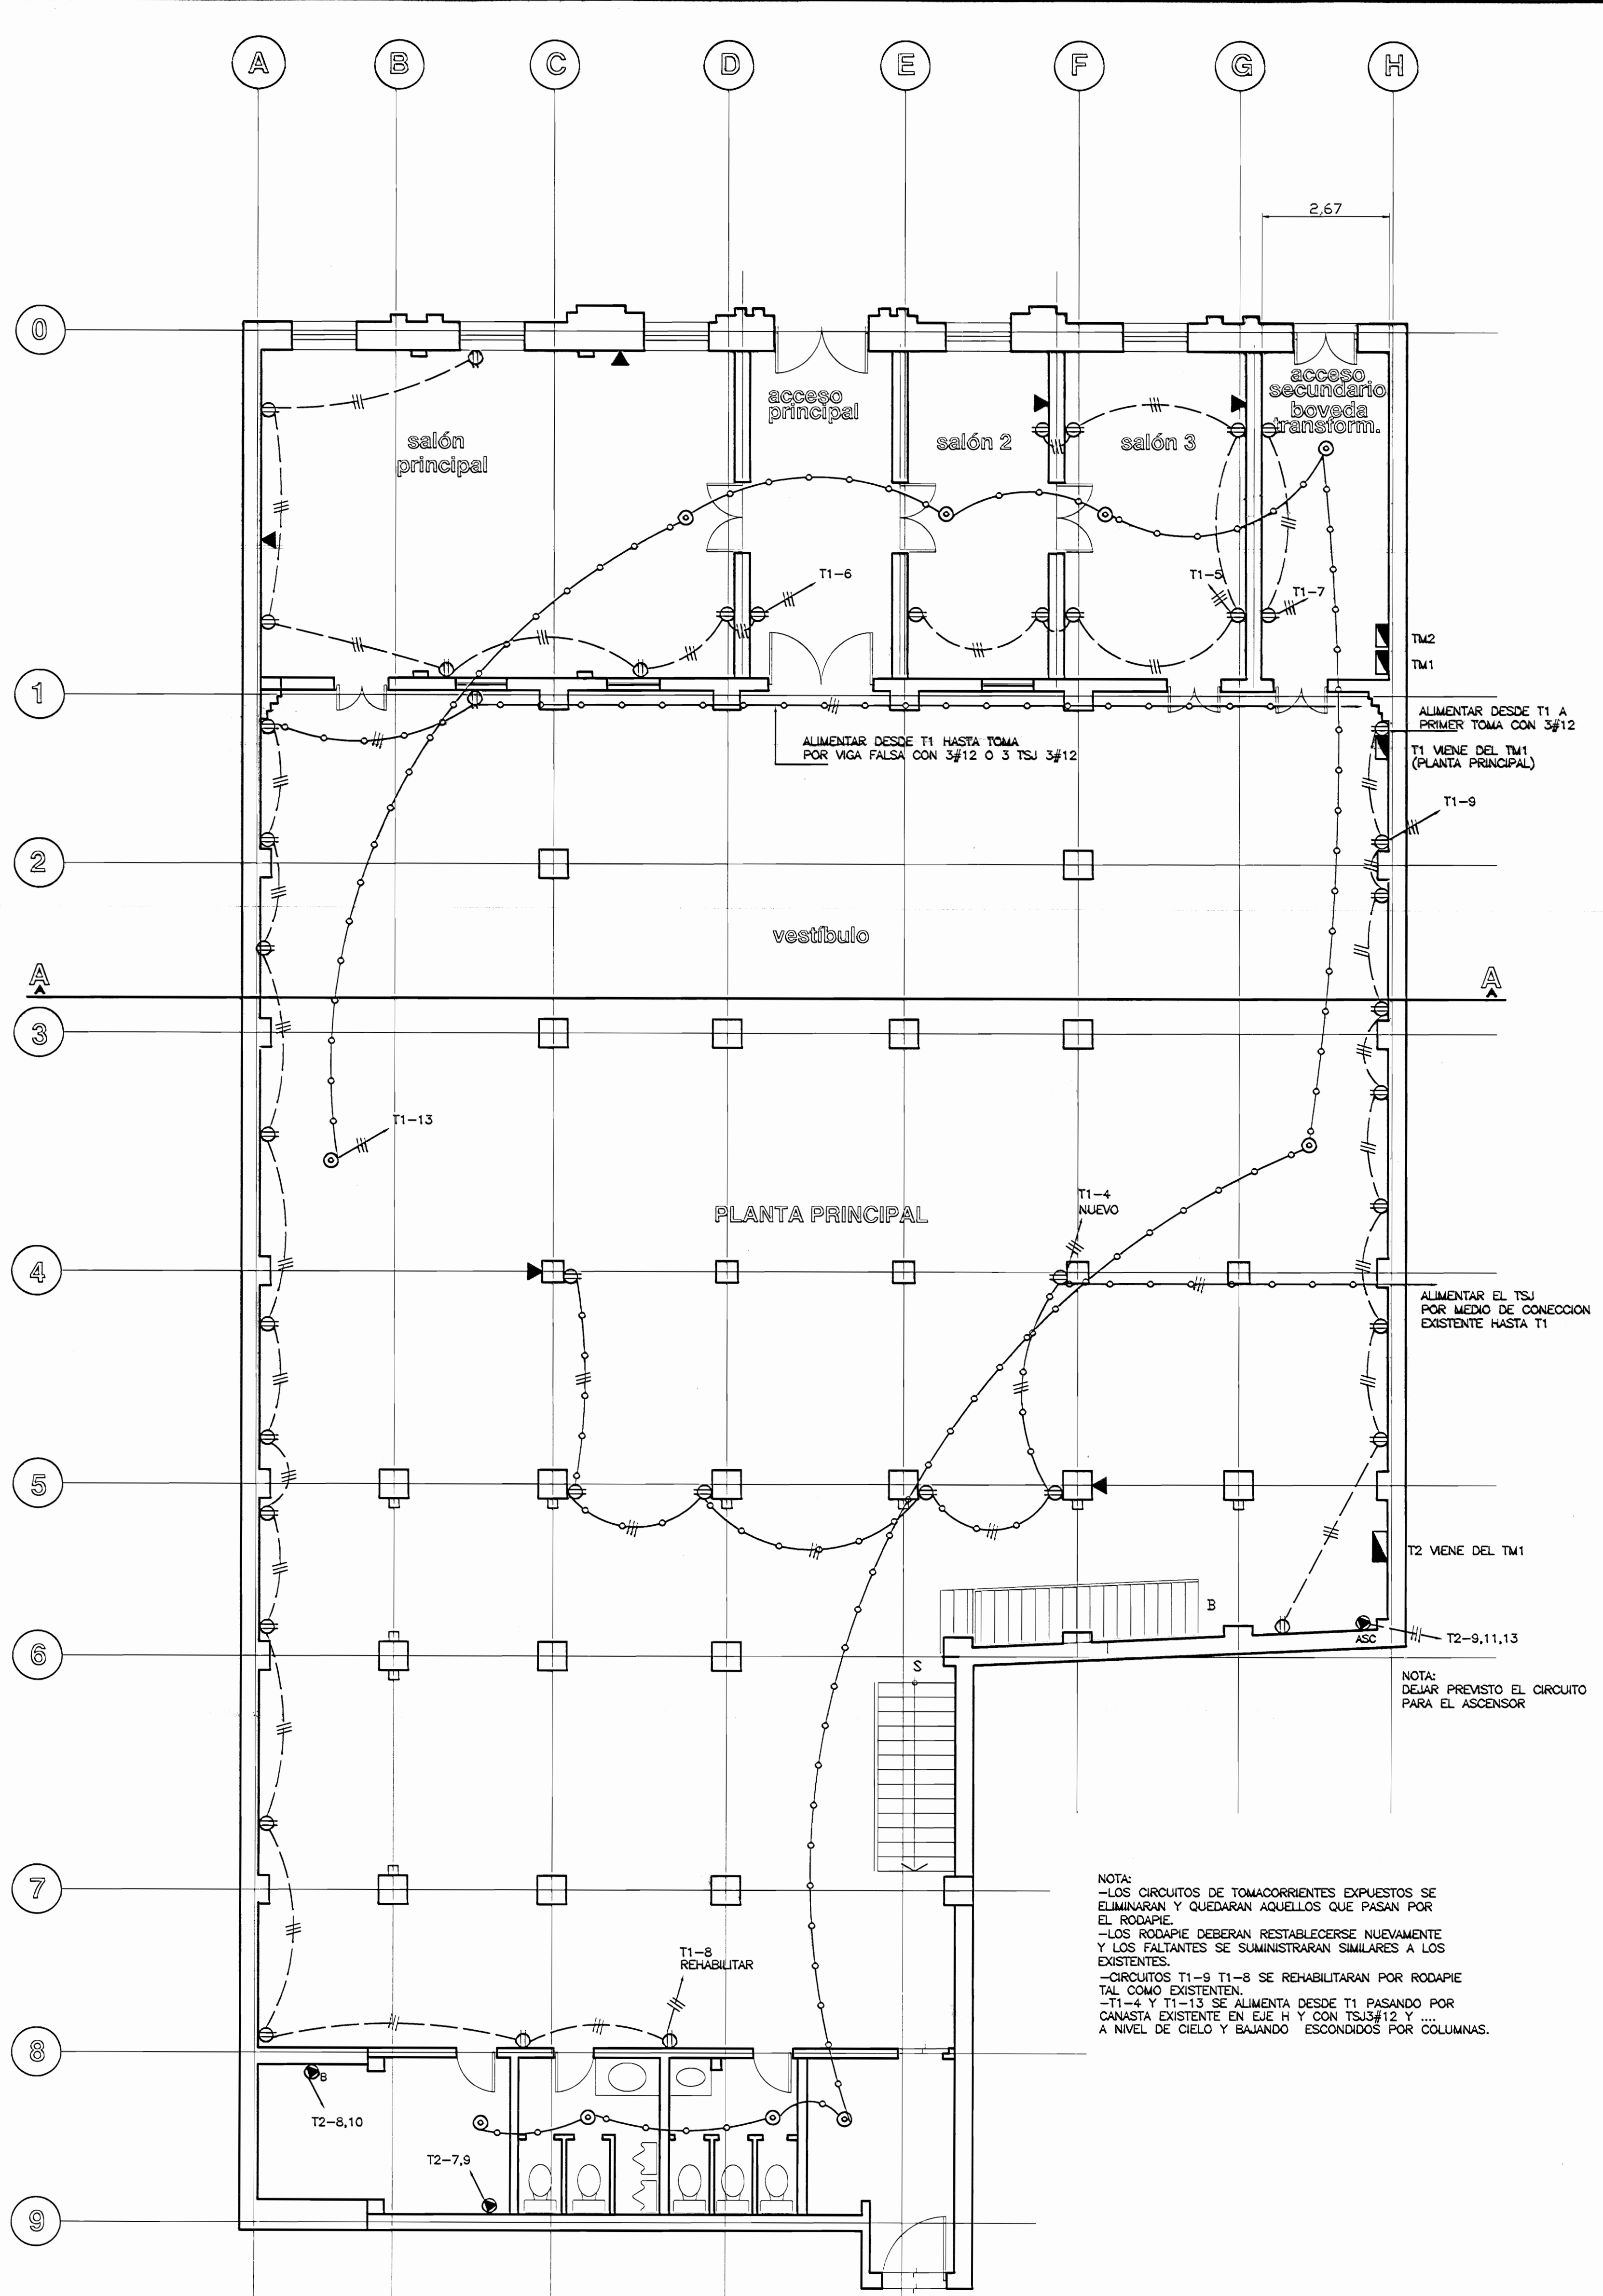 A
B
C
D
E
F
G
H
2,67
0
acceso
principal
acceso
secundario
boveda
transform.
salón
principal
salón 2
salón 3
T1-6
T1-5
T1-7
TM2
TM1
1
ALIMENTAR DESDE T1 A
PRIMER TOMA CON 3#12
ALIMENTAR DESDE T1 HASTA TOMA
POR VIGA FALSA CON 3#12 O 3 TSJ 3#12
T1 VIENE DEL TM1
(PLANTA PRINCIPAL)
T1-9
2
vestíbulo
A
A
3
T1-13
T1-4
NUEVO
PLANTA PRINCIPAL
4
ALIMENTAR EL TSJ
POR MEDIO DE CONECCION
EXISTENTE HASTA T1
5
T2 VIENE DEL TM1
B
ASC
T2-9,11,13
6
S
NOTA:
DEJAR PREVISTO EL CIRCUITO
PARA EL ASCENSOR
7
NOTA:
-LOS CIRCUITOS DE TOMACORRIENTES EXPUESTOS SE
ELIMINARAN Y QUEDARAN AQUELLOS QUE PASAN POR
EL RODAPIE.
-LOS RODAPIE DEBERAN RESTABLECERSE NUEVAMENTE
Y LOS FALTANTES SE SUMINISTRARAN SIMILARES A LOS
EXISTENTES.
-CIRCUITOS T1-9 T1-8 SE REHABILITARAN POR RODAPIE
TAL COMO EXISTENTEN.
-T1-4 Y T1-13 SE ALIMENTA DESDE T1 PASANDO POR
CANASTA EXISTENTE EN EJE H Y CON TSJ3#12 Y ....
A NIVEL DE CIELO Y BAJANDO ESCONDIDOS POR COLUMNAS.
T1-8
REHABILITAR
8
B
T2-8,10
T2-7,9
9